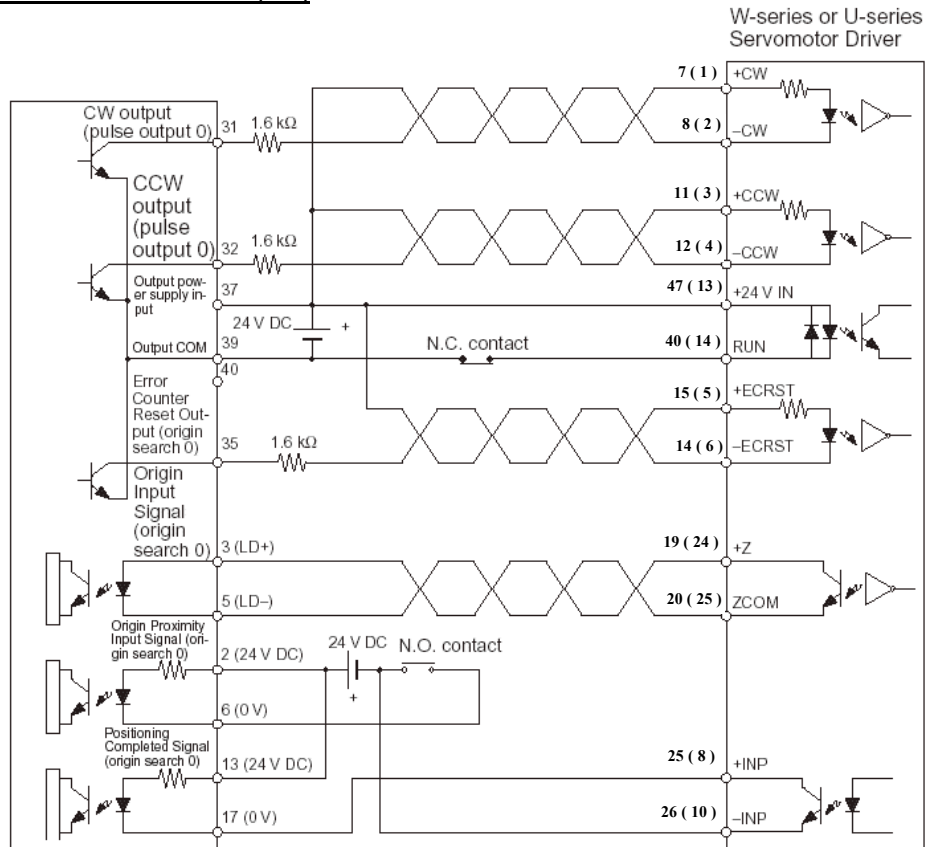 W-series or U-series
Servomotor Driver
7 ( 1 )
+CW
CW output
(pulse output 0)
31
1.6 kΩ
8 ( 2 )
–CW
CCW
output
(pulse
output 0)
11 ( 3 )
+CCW
32
1.6 kΩ
12 ( 4 )
–CCW
Output pow-
er supply in-
put
37
47 ( 13 )
+24 V IN
24 V DC
+
Output COM
39
N.C. contact
40 ( 14 )
RUN
40
Error
Counter
Reset Out-
put (origin
search 0)
15 ( 5 )
+ECRST
35
1.6 kΩ
14 ( 6 )
–ECRST
Origin
Input
Signal
(origin
search 0)
3 (LD+)
19 ( 24 )
+Z
5 (LD–)
20 ( 25 )
ZCOM
Origin Proximity
Input Signal (ori-
gin search 0)
2 (24 V DC)
24 V DC
N.O. contact
+
6 (0 V)
Positioning
Completed Signal
(origin search 0)
13 (24 V DC)
25 ( 8 )
+INP
17 (0 V)
26 ( 10 )
–INP